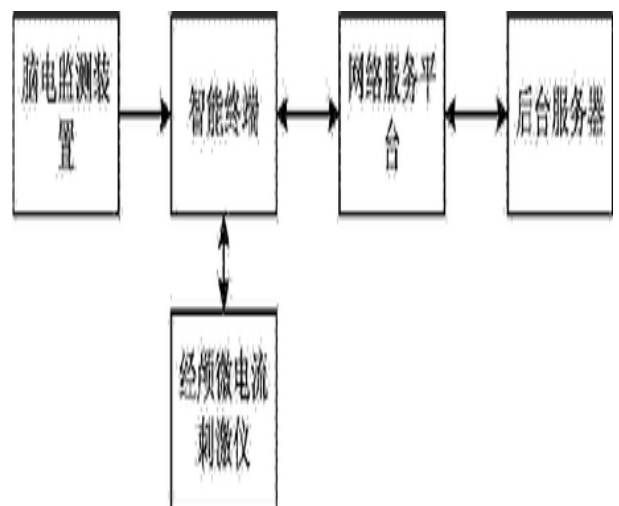 脑电监测装
置
智能终端
网络服务平
台
后台服务器
经颅微电流
刺激仪